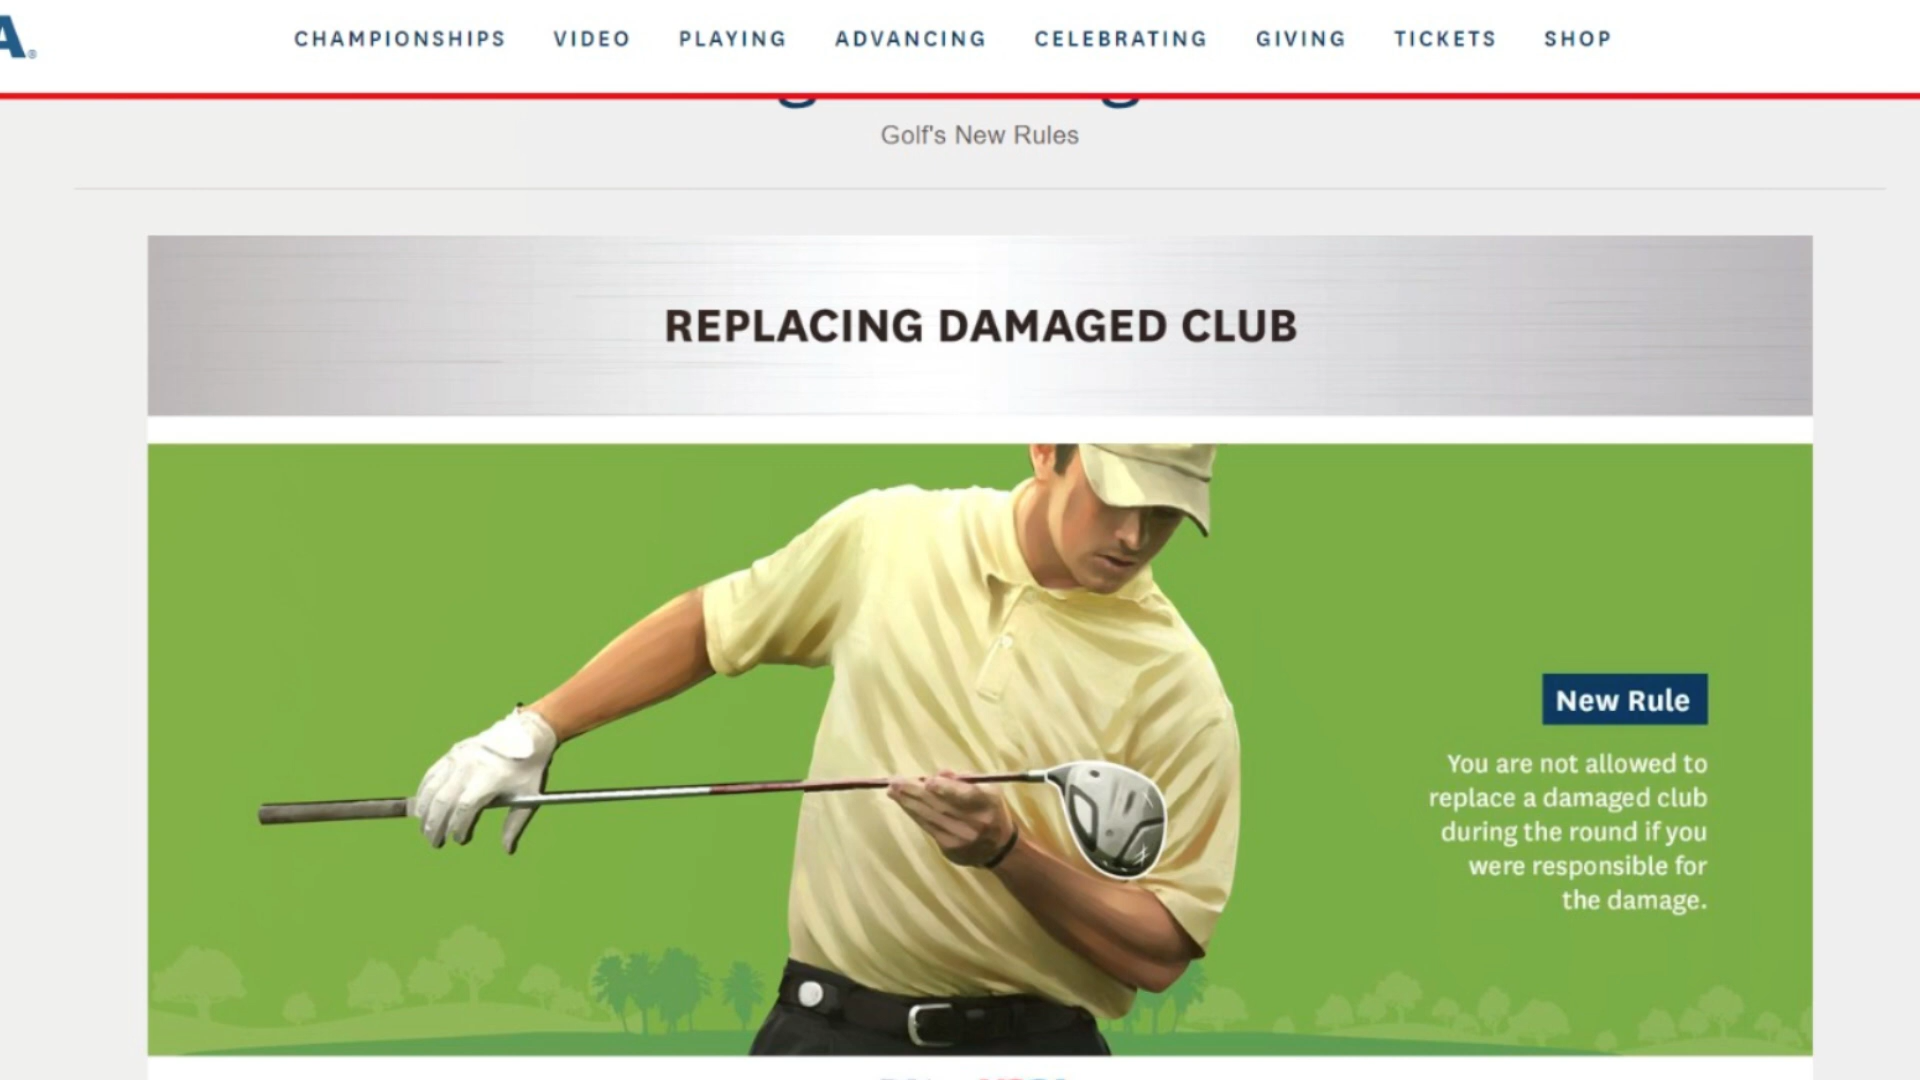 A®
CHAMPIONSHIPS VIDEO PLAYING ADVANCING CELEBRATING GIVING TICKETS SHOP
Golf's New Rules
REPLACING DAMAGED CLUB
New Rule
You are not allowed to
replace a damaged club
during the round if you
were responsible for
the damage.